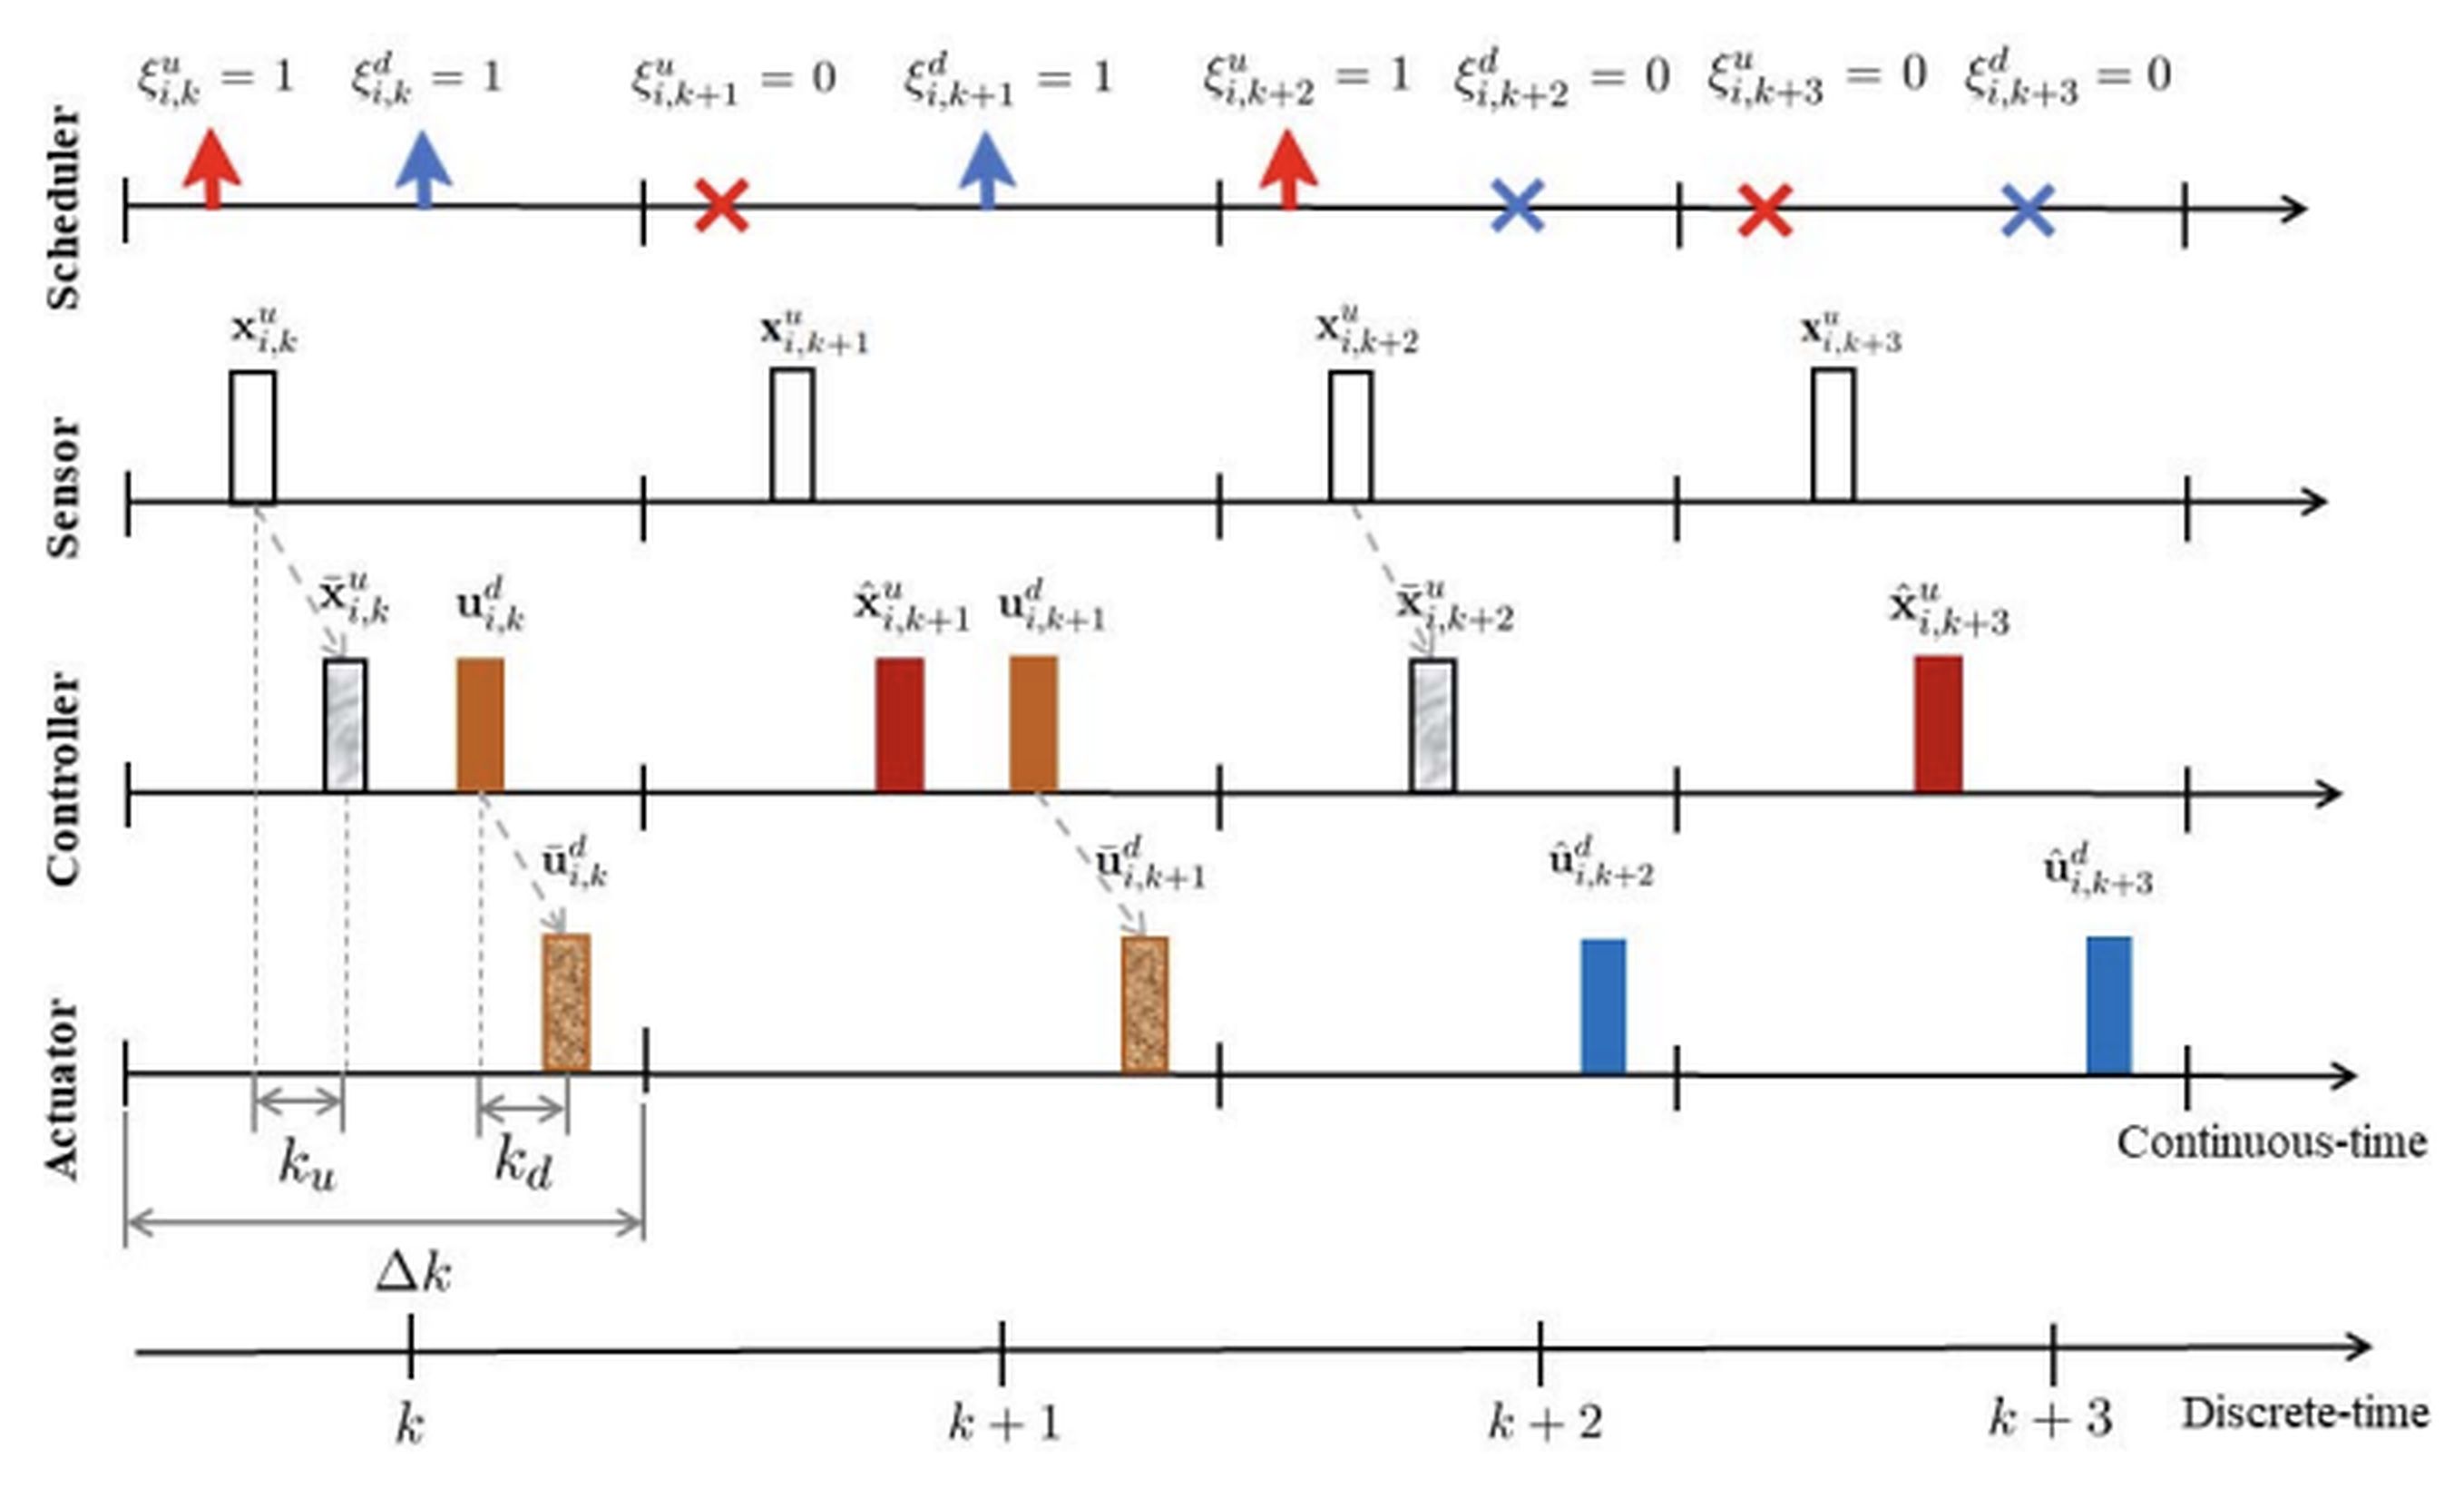 ξ^u_{i,k} = 1 ξ^d_{i,k} = 1 ξ^u_{i,k+1} = 0 ξ^d_{i,k+1} = 1 ξ^u_{i,k+2} = 1 ξ^d_{i,k+2} = 0 ξ^u_{i,k+3} = 0 ξ^d_{i,k+3} = 0
Scheduler
x^u_{i,k} x^u_{i,k+1} x^u_{i,k+2} x^u_{i,k+3}
Sensor
x̄^u_{i,k} u^d_{i,k} x̂^u_{i,k+1} u^d_{i,k+1} x̄^u_{i,k+2} x̂^u_{i,k+3}
Controller
ū^d_{i,k} ū^d_{i,k+1} û^d_{i,k+2} û^d_{i,k+3}
Actuator
Continuous-time
k_u k_d
Δk
k k + 1 k + 2 k + 3 Discrete-time